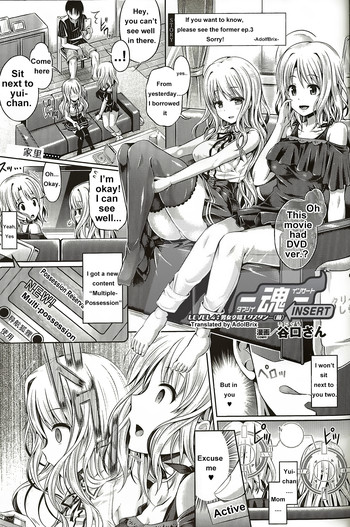 Hey,
you can't
see well
in there.
If you want to know,
please see the former ep.3
Sorry!
-AdolfBrix-
..!
Come
here
Sit
next to
yui-
chan.
yes.
From
yesterday...
I borrowed
it
Oh
This
movie
had
DVD
ver.?
Oh...
Okay.
I'm
okay! I
can see
well...
Yeah
Yes
I got a
new
content
"Multiple-
Possession"
Possession Reserve
NEW!
Multi-possession
魂
INSERT
Translated by AdolBrix
漫画
谷口さん
But in
you
♥
I won't
sit next
to you
two.
Excuse
me
♥
Yui-
chan
Mom
....
Active